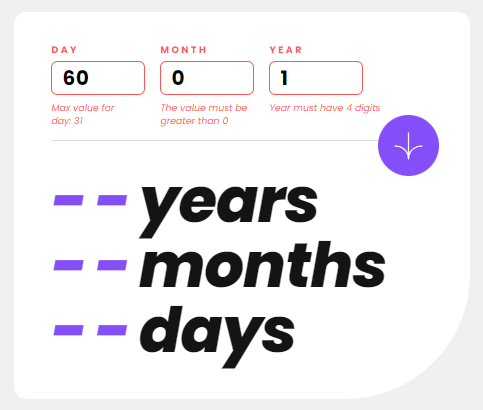 DAY MONTH YEAR
60 0 1
Max value for day: 31
The value must be greater than 0
Year must have 4 digits
-- years
-- months
-- days